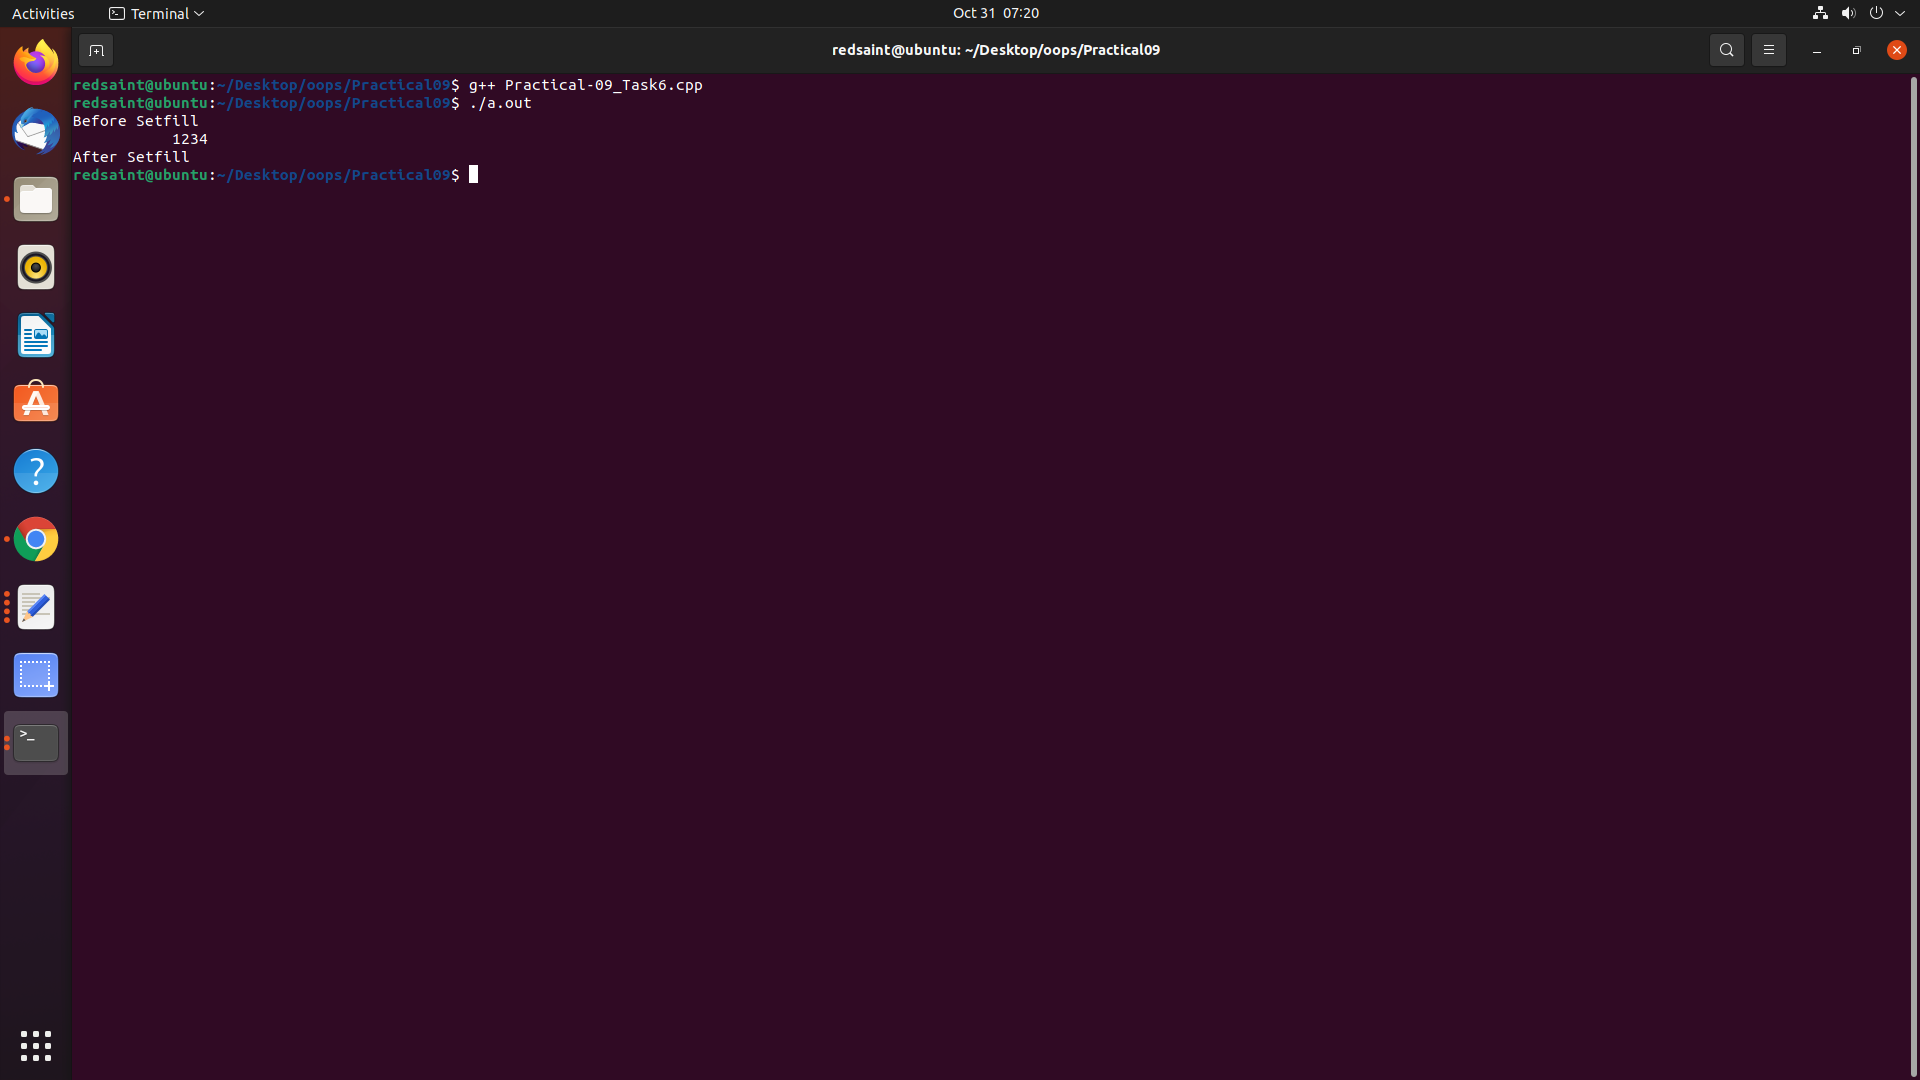 Activities Terminal Oct 31 07:20
redsaint@ubuntu: ~/Desktop/oops/Practical09
redsaint@ubuntu:~/Desktop/oops/Practical09$ g++ Practical-09_Task6.cpp
redsaint@ubuntu:~/Desktop/oops/Practical09$ ./a.out
Before Setfill
           1234
After Setfill
redsaint@ubuntu:~/Desktop/oops/Practical09$